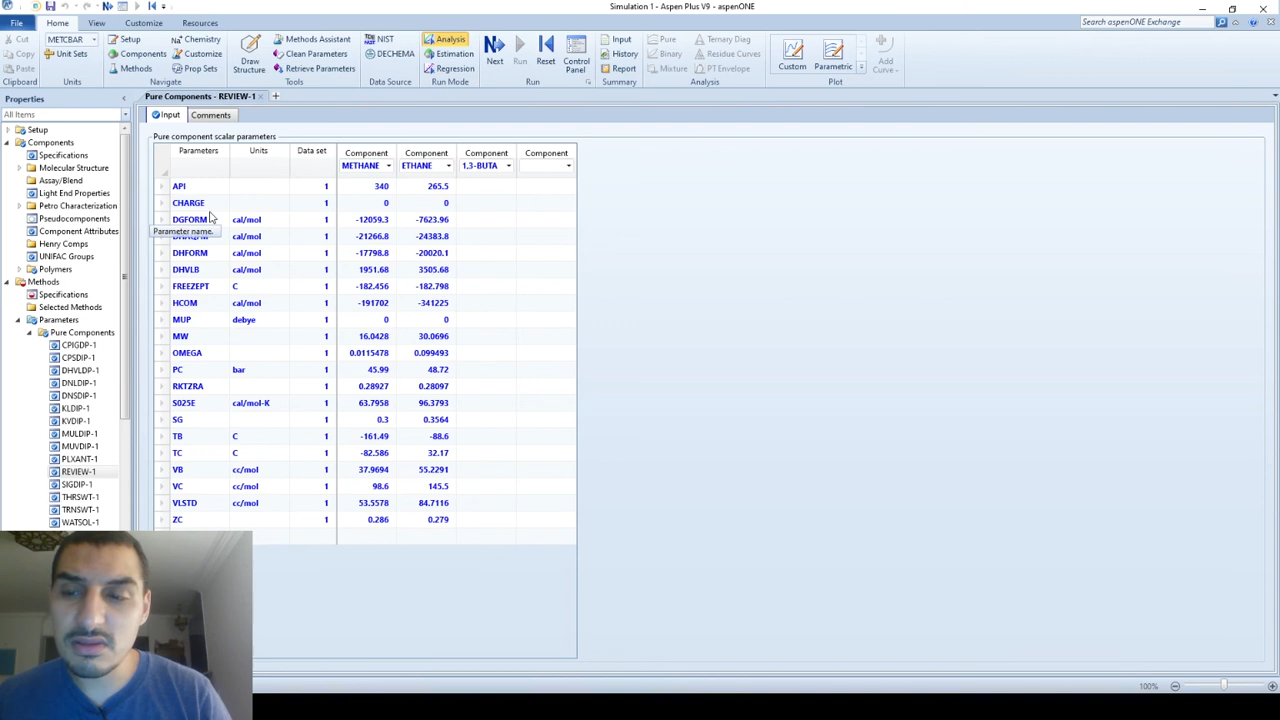 Simulation 1 - Aspen Plus V9 - aspenONE
File Home View Customize Resources
Search aspenONE Exchange
Cut METCBAR Setup Chemistry Methods Assistant NIST Analysis Input Pure Ternary Diag
Copy Unit Sets Components Customize Clean Parameters DECHEMA Estimation History Binary Residue Curves
Paste Methods Prop Sets Draw Structure Retrieve Parameters Regression Next Run Reset Control Panel Report Mixture PT Envelope Custom Parametric Add Curve
Clipboard Units Navigate Tools Data Source Run Mode Run Summary Analysis Plot
Properties
Pure Components - REVIEW-1
All Items
Input Comments
Setup
Components
Specifications
Molecular Structure
Assay/Blend
Light End Properties
Petro Characterization
Pseudocomponents
Component Attributes
Henry Comps
UNIFAC Groups
Polymers
Methods
Specifications
Selected Methods
Parameters
Pure Components
CPIGDP-1
CPSDIP-1
DHVLDP-1
DNLDIP-1
DNSDIP-1
KLDIP-1
KVDIP-1
MULDIP-1
MUVDIP-1
PLXANT-1
REVIEW-1
SIGDIP-1
THRSWT-1
TRNSWT-1
WATSOL-1
Pure component scalar parameters
Parameters Units Data set Component Component Component Component
METHANE ETHANE 1,3-BUTA
API 1 340 265.5
CHARGE 1 0 0
DGFORM cal/mol 1 -12059.3 -7623.96
Parameter name.
cal/mol 1 -21266.8 -24383.8
DHFORM cal/mol 1 -17798.8 -20020.1
DHVLB cal/mol 1 1951.68 3505.68
FREEZEPT C 1 -182.456 -182.798
HCOM cal/mol 1 -191702 -341225
MUP debye 1 0 0
MW 1 16.0428 30.0696
OMEGA 1 0.0115478 0.099493
PC bar 1 45.99 48.72
RKTZRA 1 0.28927 0.28097
S025E cal/mol-K 1 63.7958 96.3793
SG 1 0.3 0.3564
TB C 1 -161.49 -88.6
TC C 1 -82.586 32.17
VB cc/mol 1 37.9694 55.2291
VC cc/mol 1 98.6 145.5
VLSTD cc/mol 1 53.5578 84.7116
ZC 1 0.286 0.279
100%